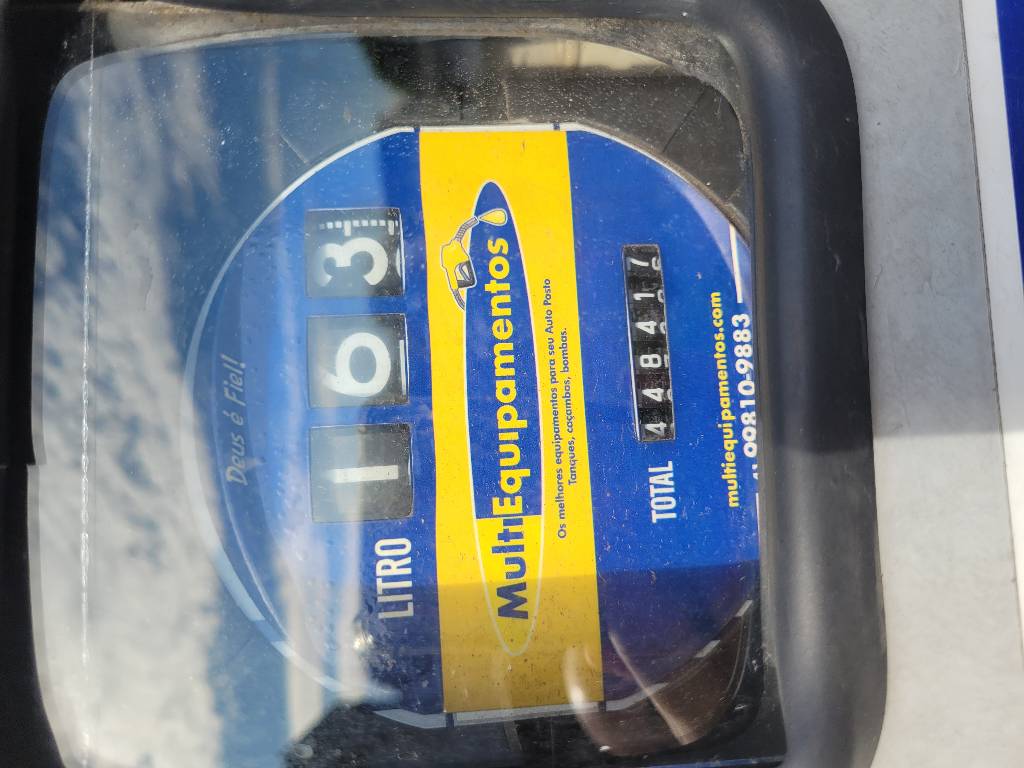 Deus é Fiel!
LITRO 163
MultiEquipamentos
Os melhores equipamentos para seu Auto Posto
Tanques, caçambas, bombas.
TOTAL 448417
multiequipamentos.com
99810-9883